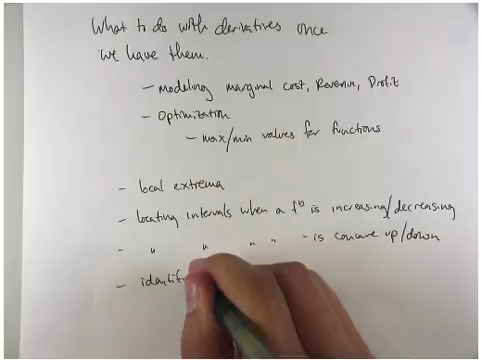 What to do with derivatives once
we have them.
- Modeling marginal cost, Revenue, Profit
- Optimization
- max/min values for functions
- local extrema
- locating intervals when a fⁿ is increasing/decreasing
- " " " " - is concave up/down
- identif